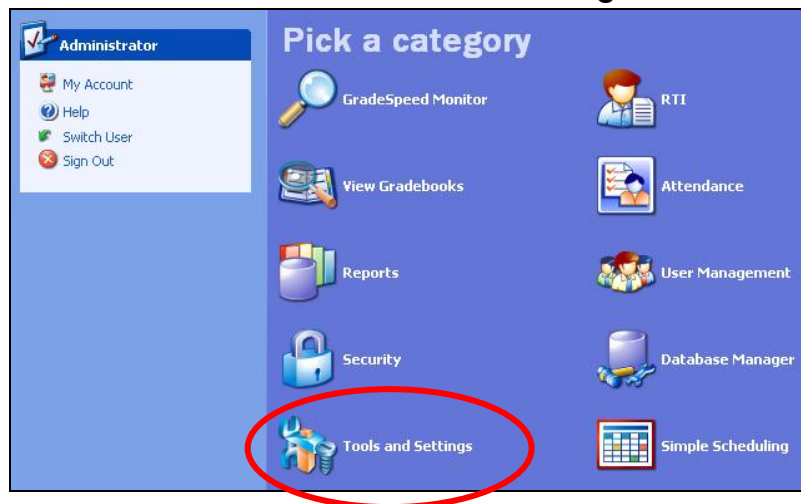 Administrator
My Account
Help
Switch User
Sign Out
Pick a category
GradeSpeed Monitor
RTI
View Gradebooks
Attendance
Reports
User Management
Security
Database Manager
Tools and Settings
Simple Scheduling